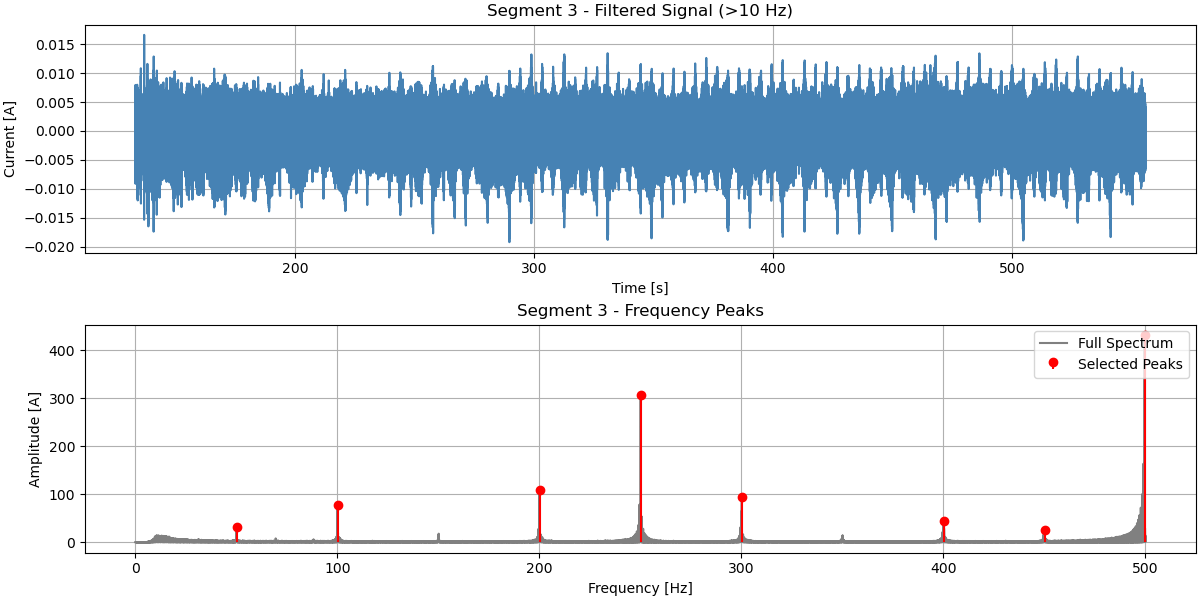 Segment 3 - Filtered Signal (>10 Hz)
0.015
0.010
0.005
0.000
−0.005
−0.010
−0.015
−0.020
Current [A]
200
300
400
500
Time [s]
Segment 3 - Frequency Peaks
400
300
200
100
0
Amplitude [A]
Full Spectrum
Selected Peaks
0
100
200
300
400
500
Frequency [Hz]